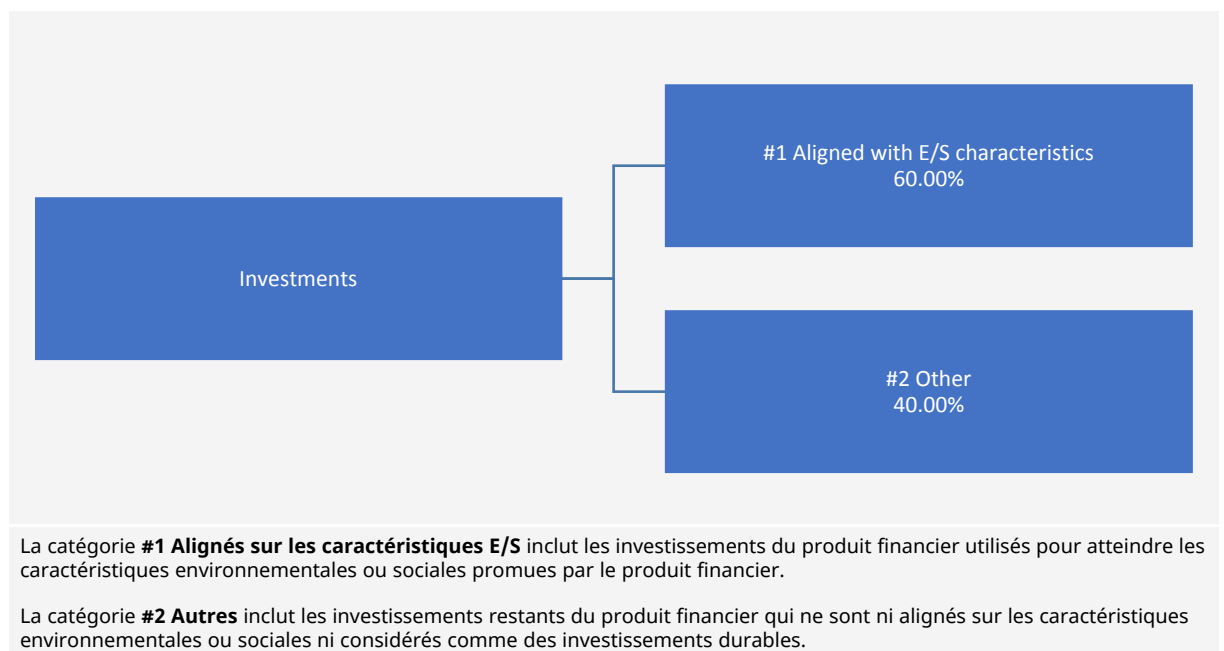 #1 Aligned with E/S characteristics
60.00%
Investments
#2 Other
40.00%
La catégorie #1 Alignés sur les caractéristiques E/S inclut les investissements du produit financier utilisés pour atteindre les
caractéristiques environnementales ou sociales promues par le produit financier.
La catégorie #2 Autres inclut les investissements restants du produit financier qui ne sont ni alignés sur les caractéristiques
environnementales ou sociales ni considérés comme des investissements durables.